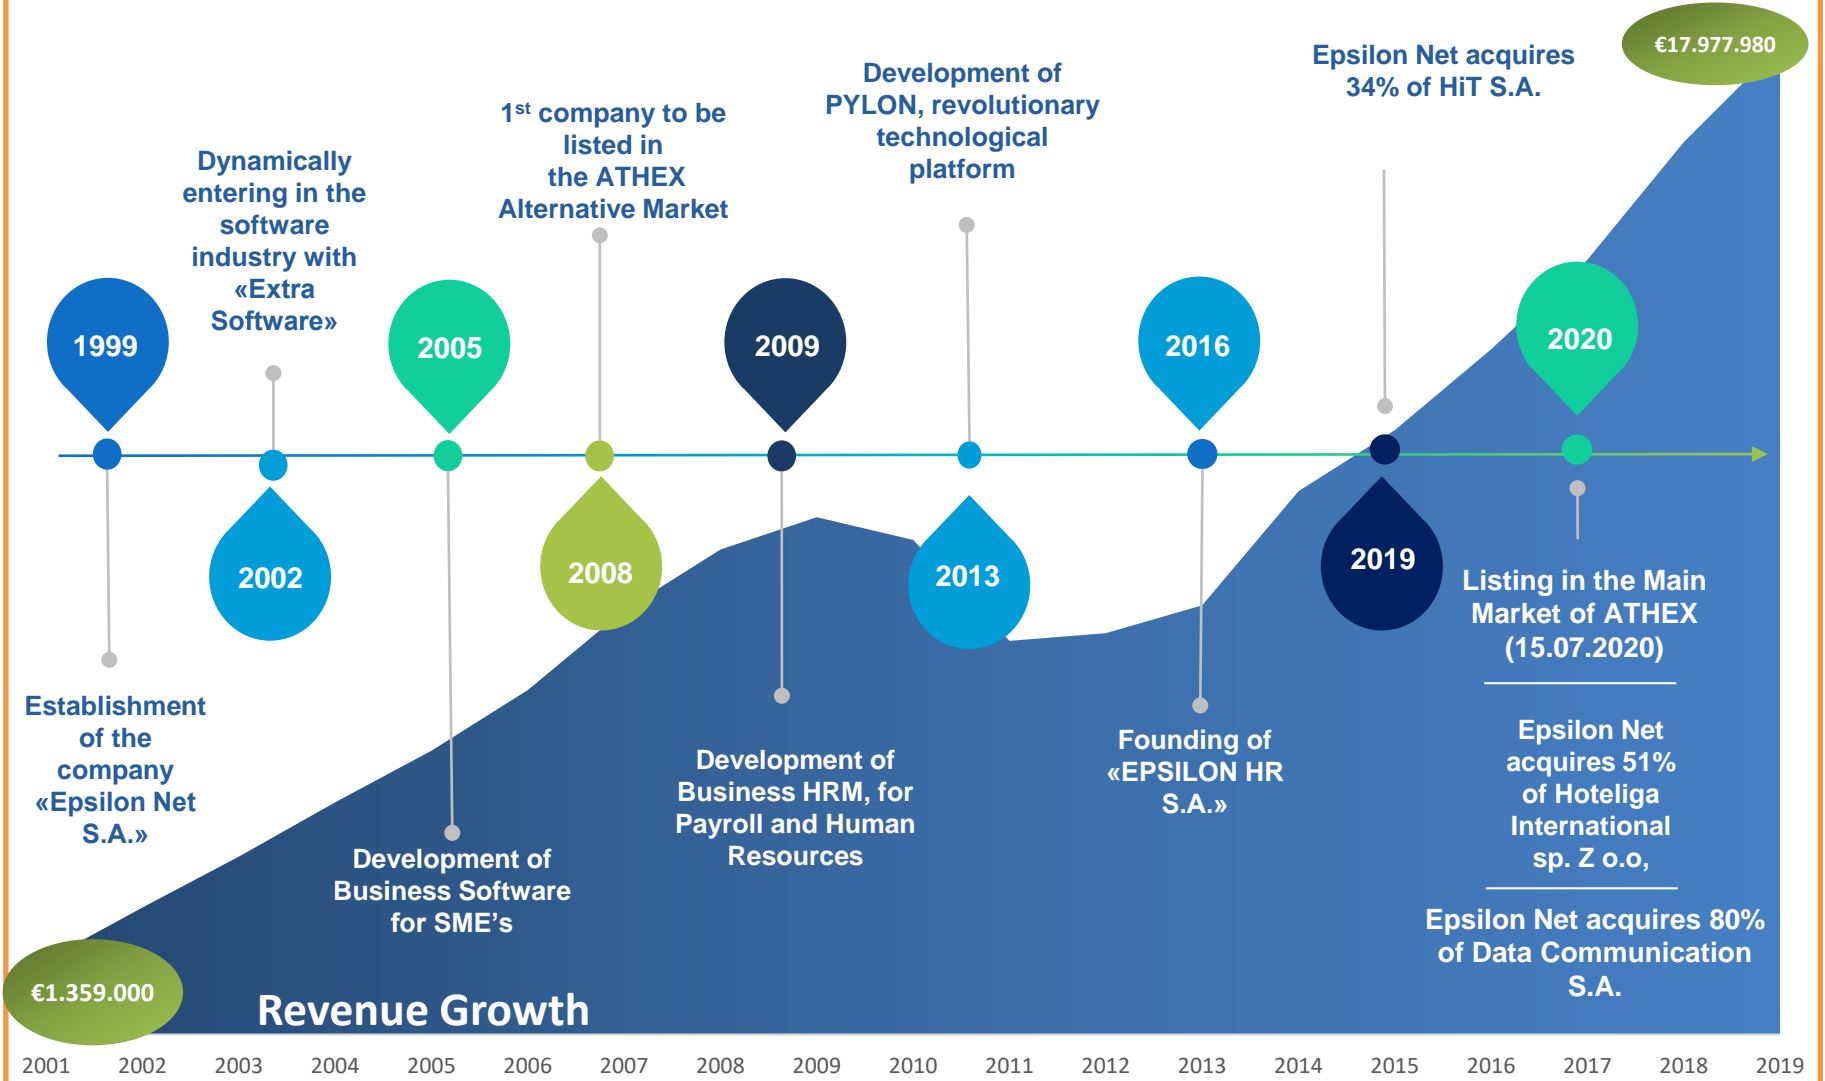 €17.977.980
Epsilon Net acquires
34% of HiT S.A.
Development of
PYLON, revolutionary
technological
platform
1st company to be
listed in
the ATHEX
Alternative Market
Dynamically
entering in the
software
industry with
«Extra
Software»
1999
2005
2009
2016
2020
2002
2008
2013
2019
Listing in the Main
Market of ATHEX
(15.07.2020)
Epsilon Net
acquires 51%
of Hoteliga
International
sp. Z o.o,
Epsilon Net acquires 80%
of Data Communication
S.A.
Establishment
of the
company
«Epsilon Net
S.A.»
Development of
Business Software
for SME’s
Development of
Business HRM, for
Payroll and Human
Resources
Founding of
«EPSILON HR
S.A.»
€1.359.000
Revenue Growth
2001 2002 2003 2004 2005 2006 2007 2008 2009 2010 2011 2012 2013 2014 2015 2016 2017 2018 2019